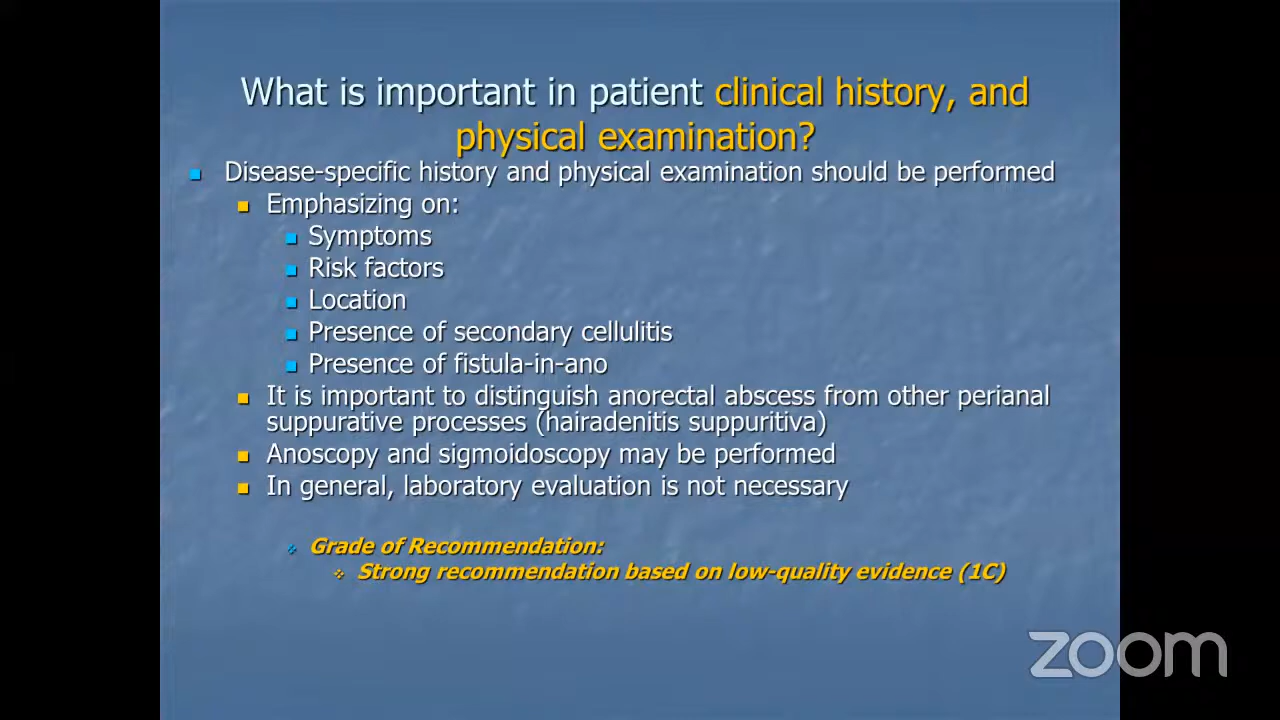 What is important in patient clinical history, and
physical examination?
Disease-specific history and physical examination should be performed
Emphasizing on:
Symptoms
Risk factors
Location
Presence of secondary cellulitis
Presence of fistula-in-ano
It is important to distinguish anorectal abscess from other perianal
suppurative processes (hairadenitis suppuritiva)
Anoscopy and sigmoidoscopy may be performed
In general, laboratory evaluation is not necessary
Grade of Recommendation:
Strong recommendation based on low-quality evidence (1C)
zoom